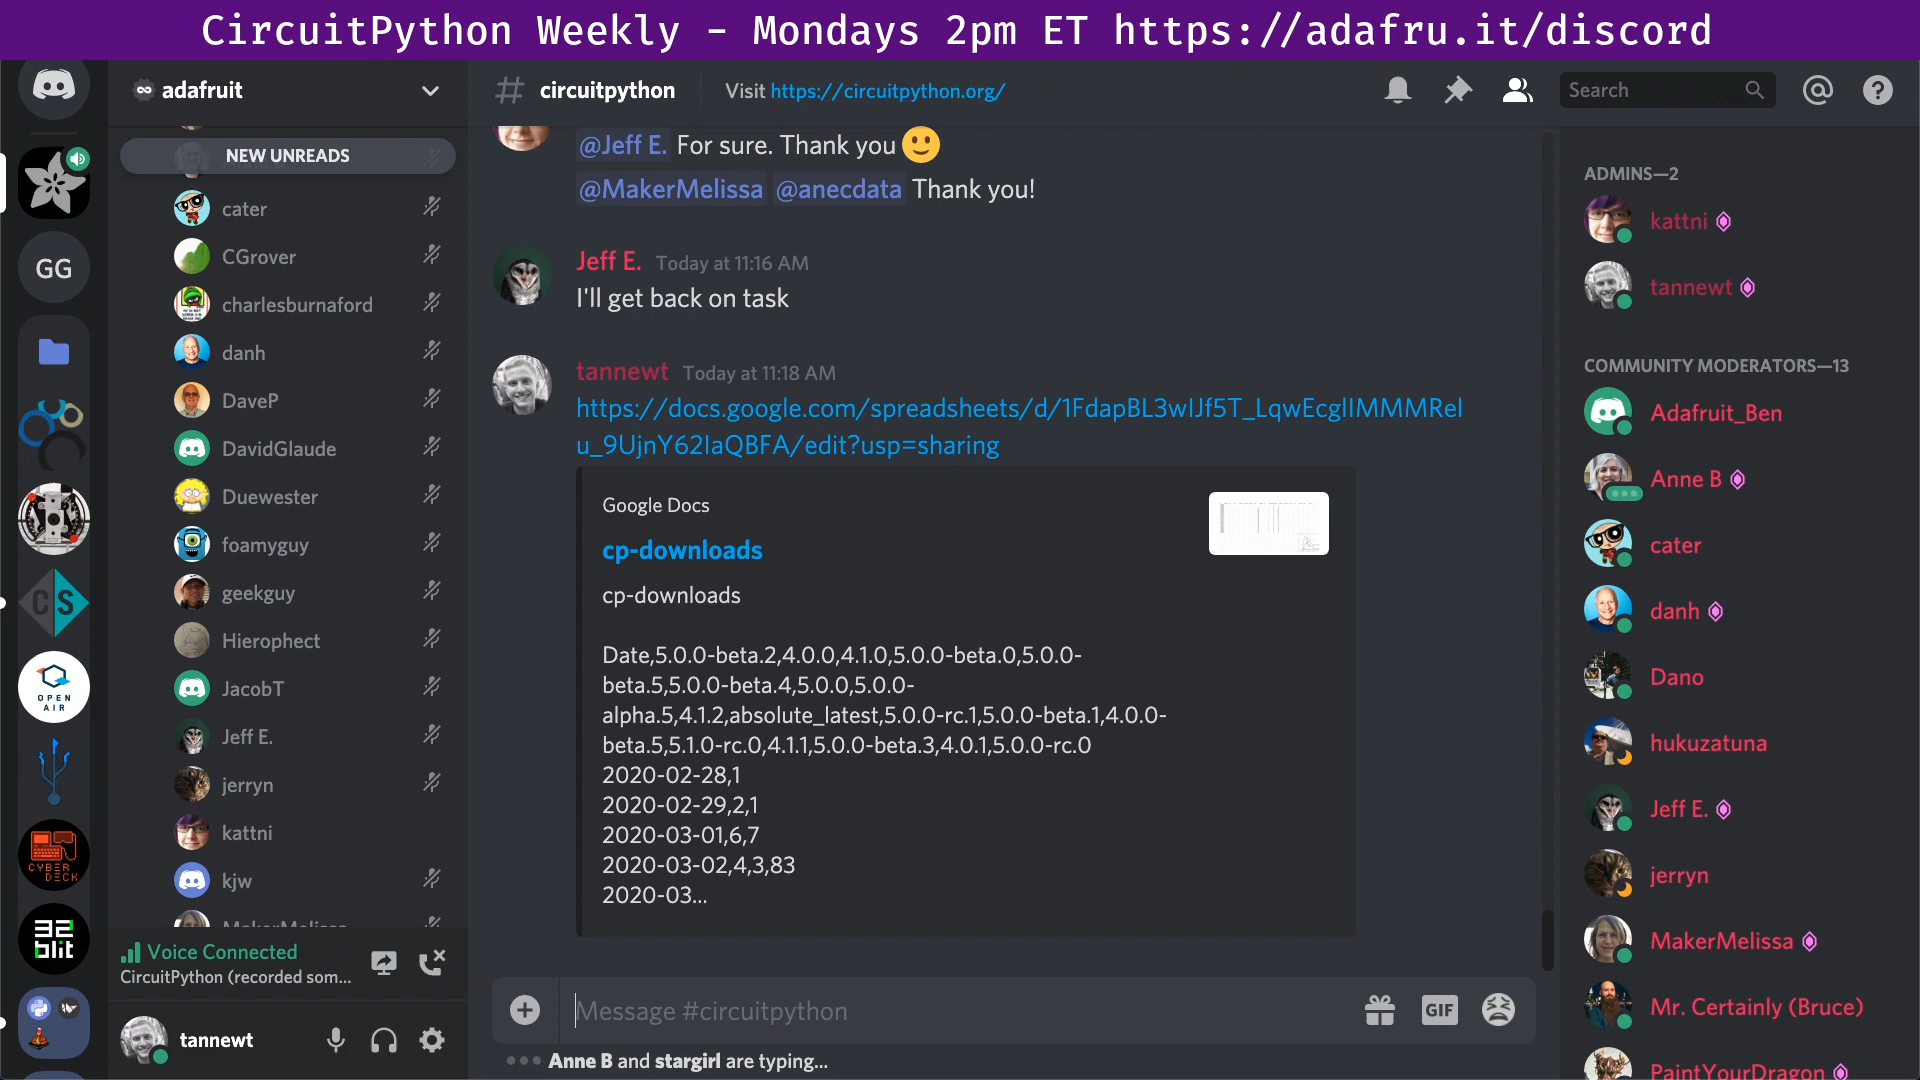 CircuitPython Weekly – Mondays 2pm ET https://adafru.it/discord
adafruit
# circuitpython
Visit https://circuitpython.org/
Search
NEW UNREADS
GG
OPEN
AIR
CYBER
DECK
32
blit
CS
cater
CGrover
charlesburnaford
danh
DaveP
DavidGlaude
Duewester
foamyguy
geekguy
Hierophect
JacobT
Jeff E.
jerryn
kattni
kjw
MakerMelissa
Voice Connected
CircuitPython (recorded som...
tannewt
@Jeff E. For sure. Thank you
@MakerMelissa @anecdata Thank you!
Jeff E. Today at 11:16 AM
I'll get back on task
tannewt Today at 11:18 AM
https://docs.google.com/spreadsheets/d/1FdapBL3wIJf5T_LqwEcglIMMMRel
u_9UjnY62IaQBFA/edit?usp=sharing
Google Docs
cp-downloads
cp-downloads
Date,5.0.0-beta.2,4.0.0,4.1.0,5.0.0-beta.0,5.0.0-
beta.5,5.0.0-beta.4,5.0.0,5.0.0-
alpha.5,4.1.2,absolute_latest,5.0.0-rc.1,5.0.0-beta.1,4.0.0-
beta.5,5.1.0-rc.0,4.1.1,5.0.0-beta.3,4.0.1,5.0.0-rc.0
2020-02-28,1
2020-02-29,2,1
2020-03-01,6,7
2020-03-02,4,3,83
2020-03...
Message #circuitpython
GIF
Anne B and stargirl are typing...
ADMINS—2
kattni
tannewt
COMMUNITY MODERATORS—13
Adafruit_Ben
Anne B
cater
danh
Dano
hukuzatuna
Jeff E.
jerryn
MakerMelissa
Mr. Certainly (Bruce)
PaintYourDragon